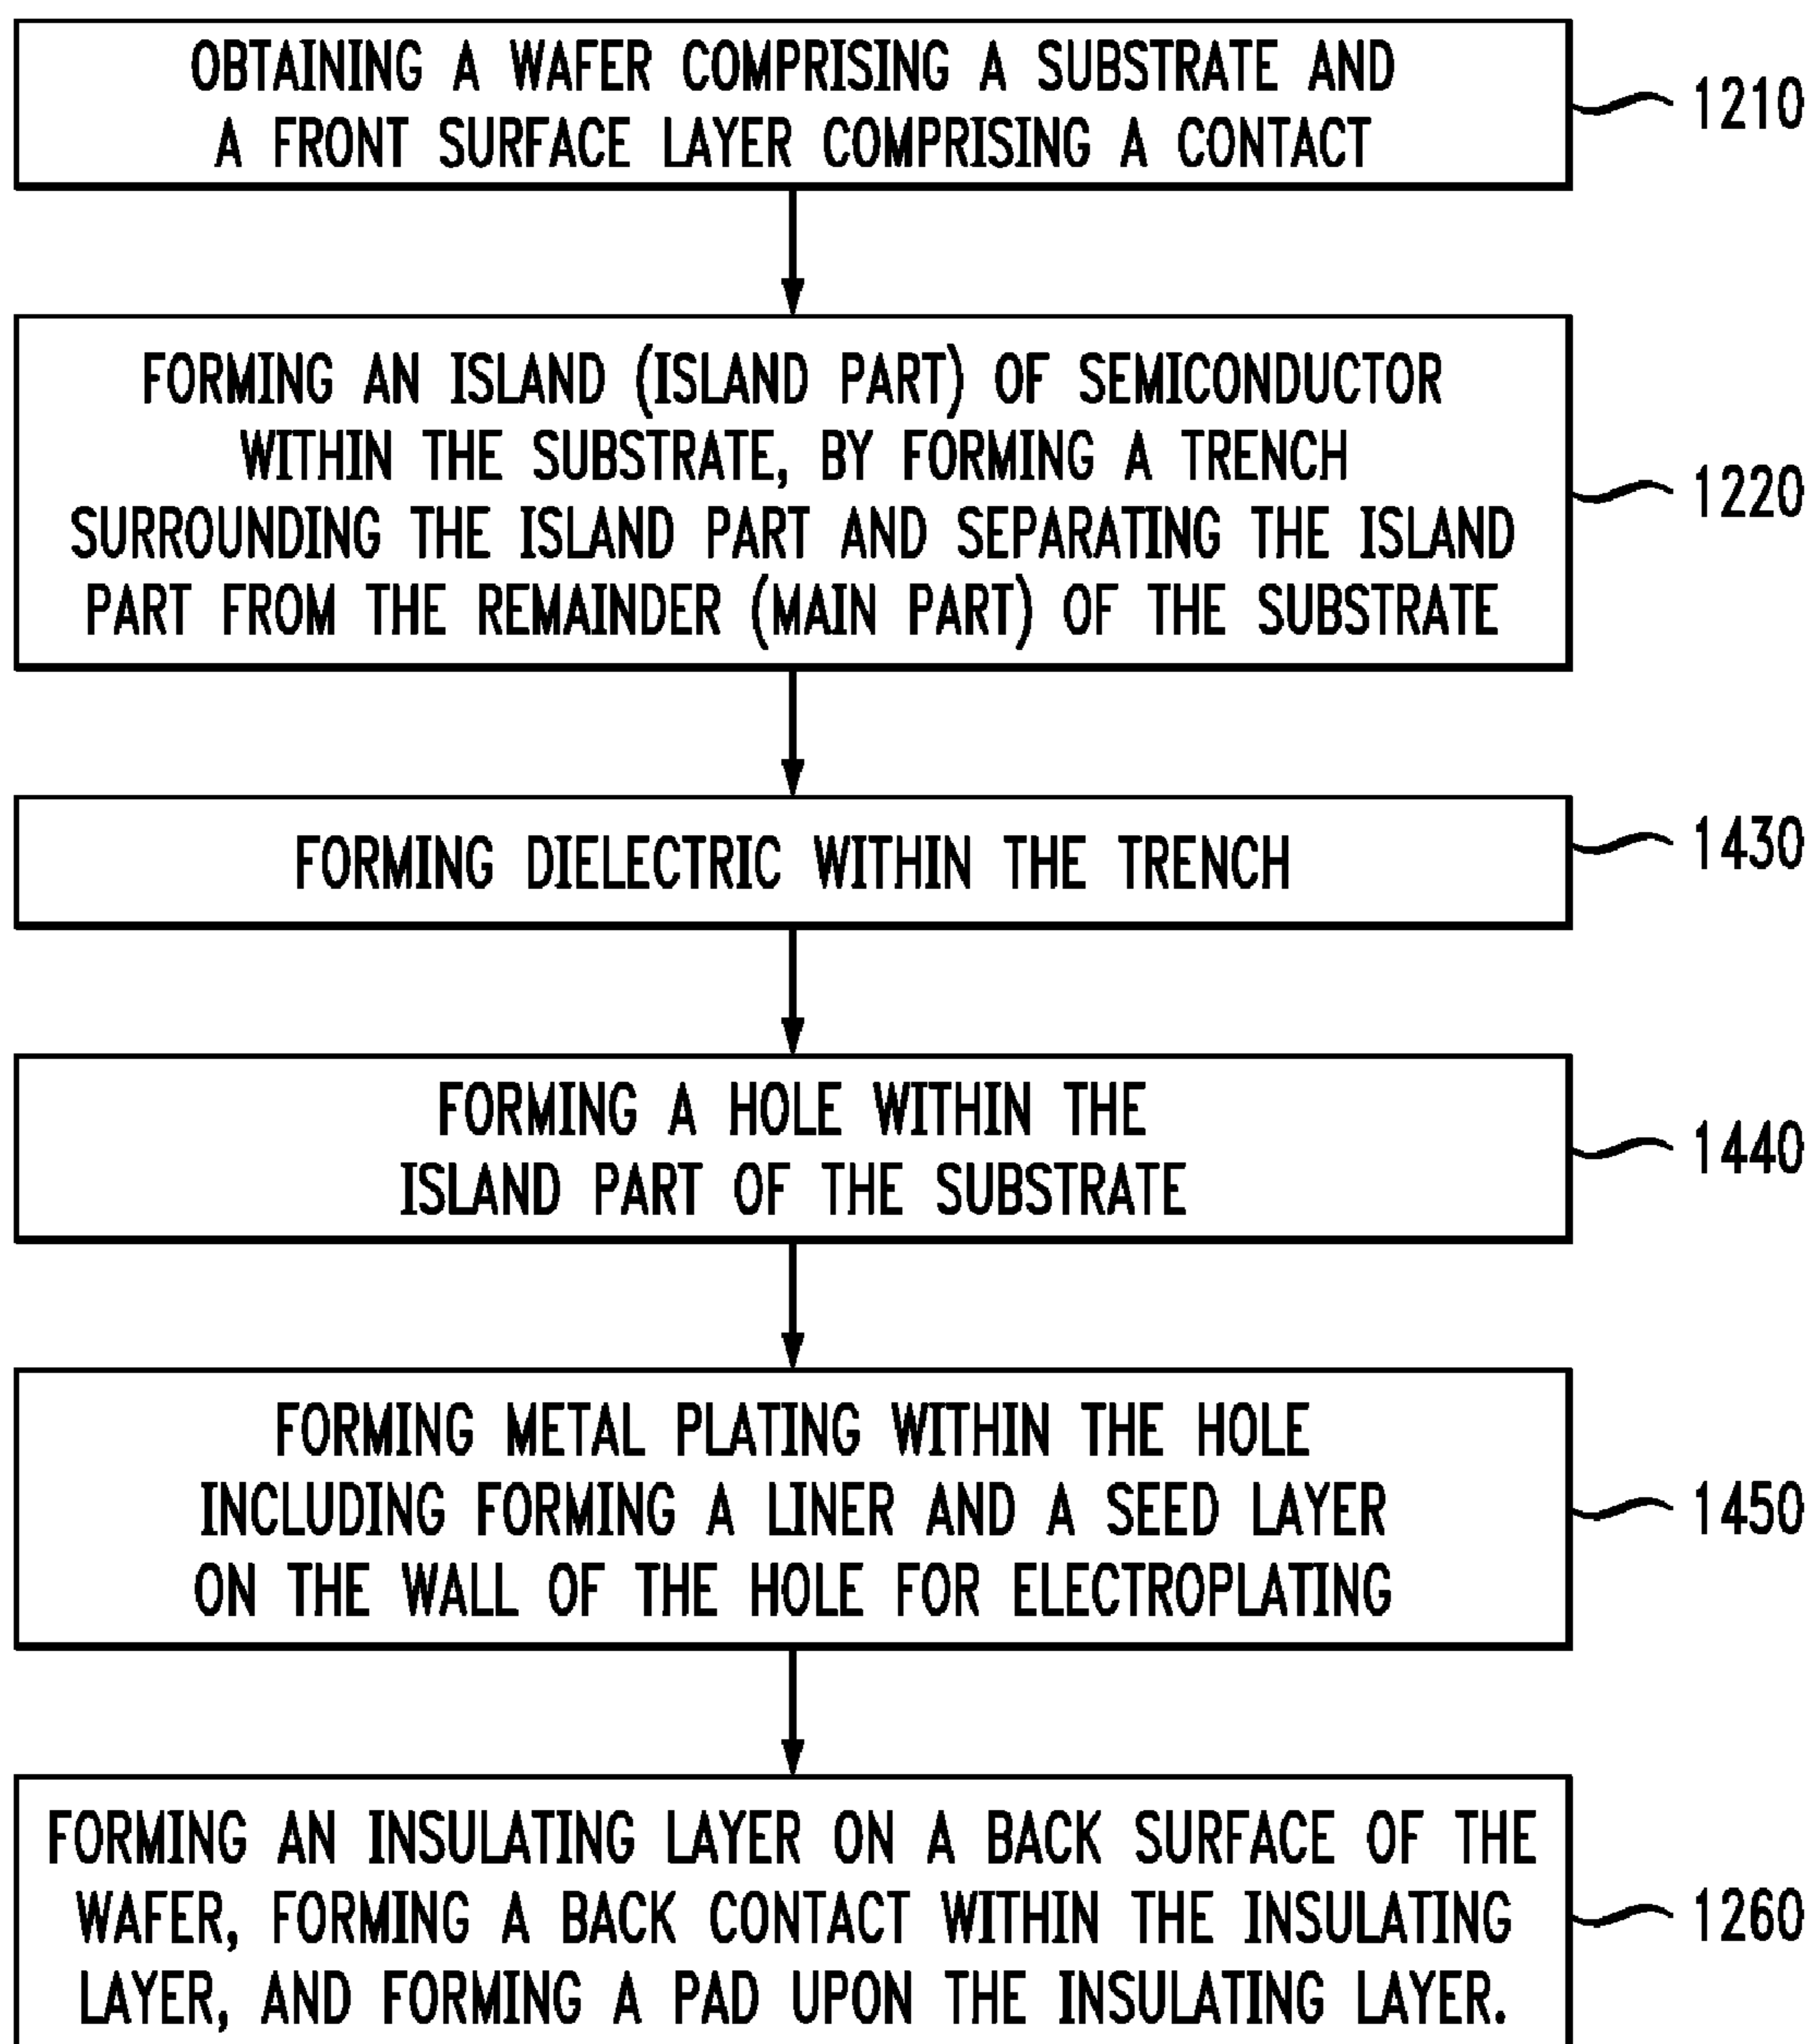 OBTAINING A WAFER COMPRISING A SUBSTRATE AND
A FRONT SURFACE LAYER COMPRISING A CONTACT
1210
FORMING AN ISLAND (ISLAND PART) OF SEMICONDUCTOR
WITHIN THE SUBSTRATE, BY FORMING A TRENCH
SURROUNDING THE ISLAND PART AND SEPARATING THE ISLAND
PART FROM THE REMAINDER (MAIN PART) OF THE SUBSTRATE
1220
FORMING DIELECTRIC WITHIN THE TRENCH
1430
FORMING A HOLE WITHIN THE
ISLAND PART OF THE SUBSTRATE
1440
FORMING METAL PLATING WITHIN THE HOLE
INCLUDING FORMING A LINER AND A SEED LAYER
ON THE WALL OF THE HOLE FOR ELECTROPLATING
1450
FORMING AN INSULATING LAYER ON A BACK SURFACE OF THE
WAFER, FORMING A BACK CONTACT WITHIN THE INSULATING
LAYER, AND FORMING A PAD UPON THE INSULATING LAYER.
1260